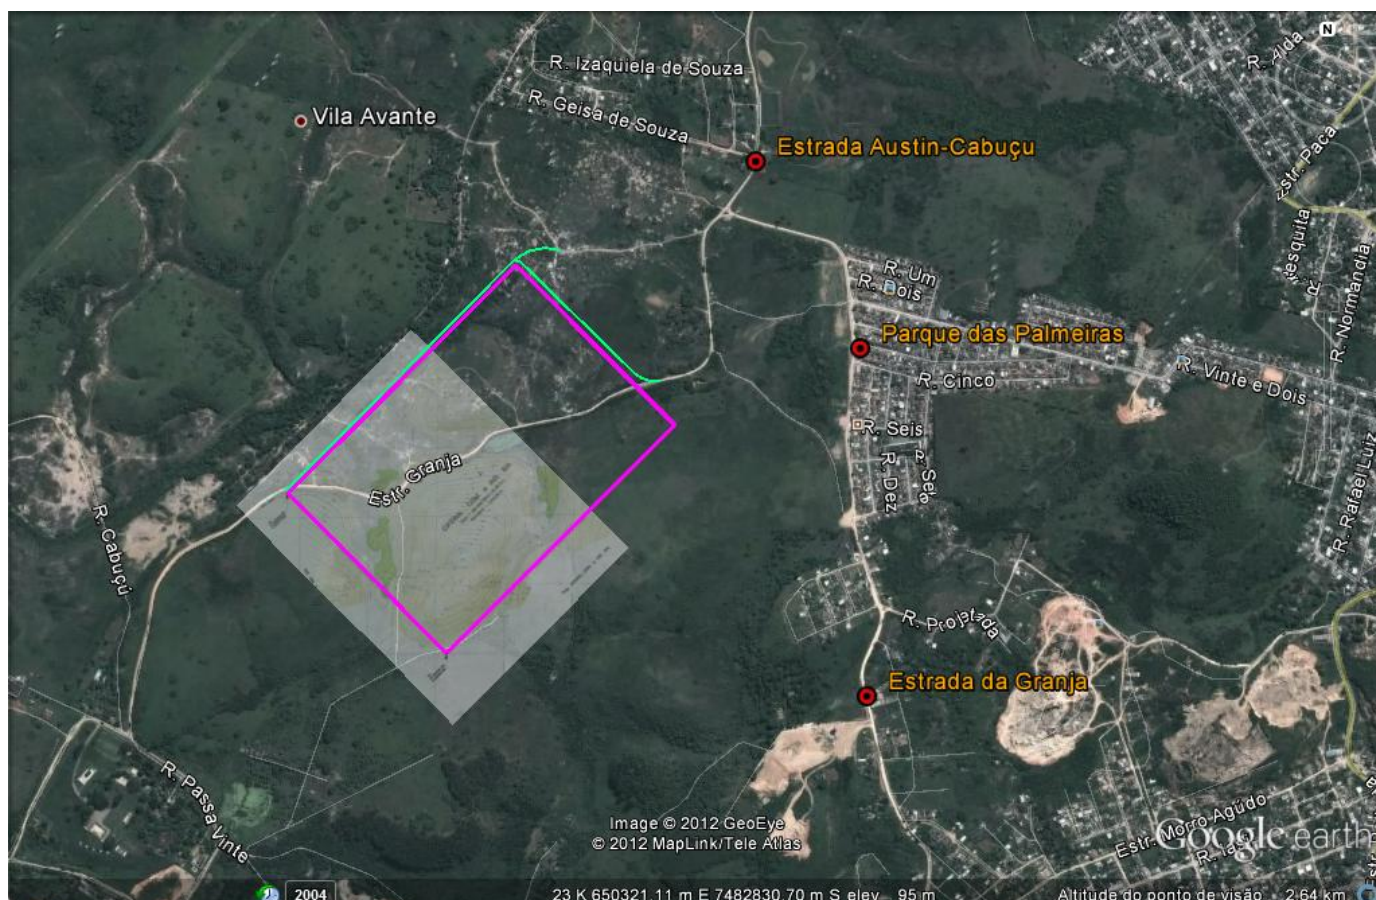 N
R. Izaquiela de Souza
R. Alda
R. Geisa de Souza
Vila Avante
Estrada Austin-Cabuçu
Estr. Paca
R. Um
R. Dois
R. Normandia
Parque das Palmeiras
R. Cinco
R. Vinte e Dois
R. Seis
R. Sete
R. Dez
Estr. Granja
R. Rafael Luiz
R. Cabuçú
R. Projetada
Estrada da Granja
R. Passa Vinte
Image © 2012 GeoEye
© 2012 MapLink/Tele Atlas
Estr. Morro Agúdo
Google earth
2004
23 K 650321.11 m E 7482830.70 m S elev 95 m
Altitude do ponto de visão 2.64 km